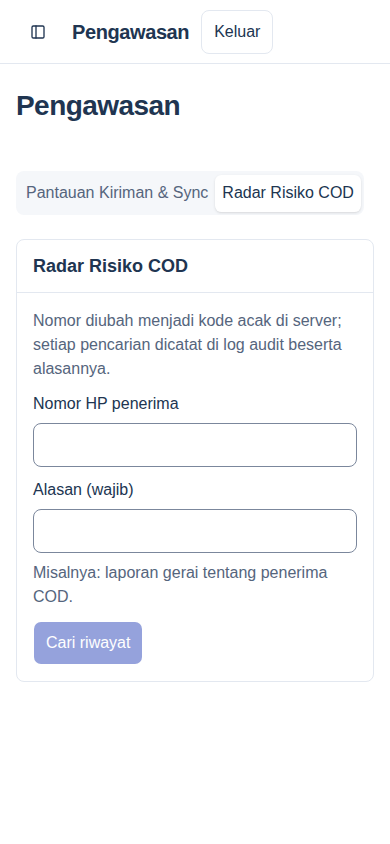 Pengawasan
Keluar
Pengawasan
Pantauan Kiriman & Sync
Radar Risiko COD
Radar Risiko COD
Nomor diubah menjadi kode acak di server;
setiap pencarian dicatat di log audit beserta
alasannya.
Nomor HP penerima
Alasan (wajib)
Misalnya: laporan gerai tentang penerima
COD.
Cari riwayat